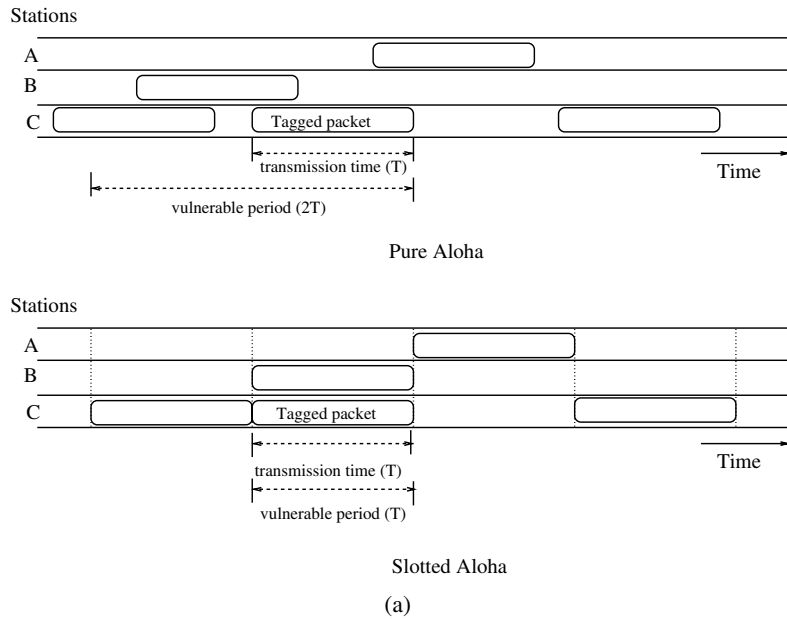 Stations
A
B
C
Tagged packet
transmission time (T)
Time
vulnerable period (2T)
Pure Aloha
Stations
A
B
C
Tagged packet
transmission time (T)
Time
vulnerable period (T)
Slotted Aloha
(a)